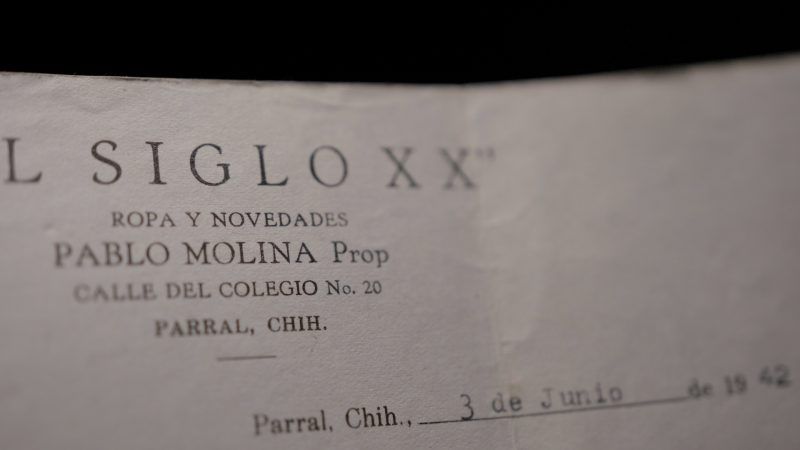 L SIGLO XX"
ROPA Y NOVEDADES
PABLO MOLINA Prop
CALLE DEL COLEGIO No. 20
PARRAL, CHIH.
Parral, Chih., 3 de Junio de 19 42